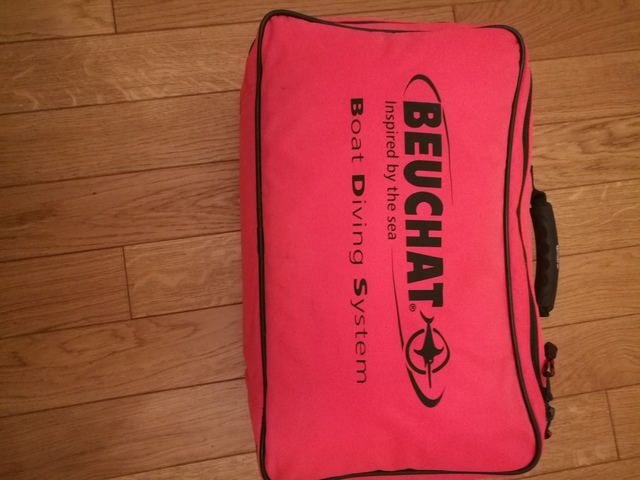 BEUCHAT®
Inspired by the sea
Boat Diving System